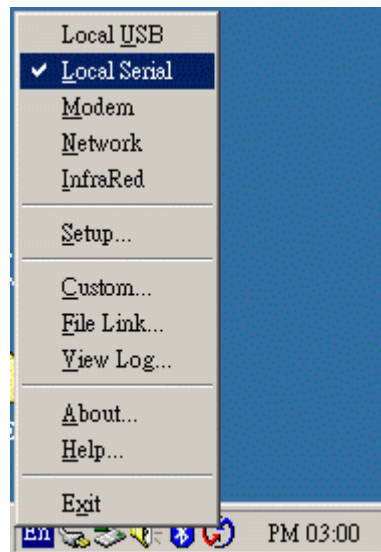 Local USB
Local Serial
Modem
Network
InfraRed
Setup...
Custom...
File Link...
View Log...
About...
Help...
Exit
En PM 03:00